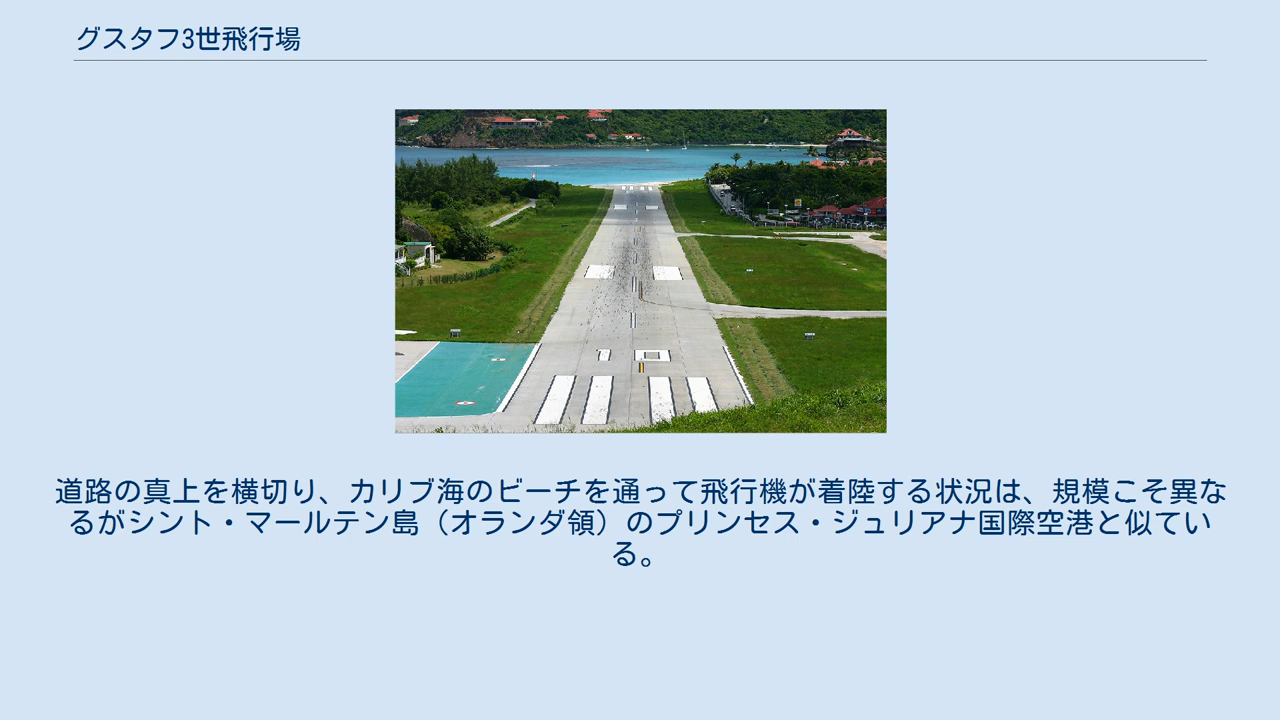 グスタフ3世飛行場
道路の真上を横切り、カリブ海のビーチを通って飛行機が着陸する状況は、規模こそ異な
るがシント・マールテン島（オランダ領）のプリンセス・ジュリアナ国際空港と似てい
る。